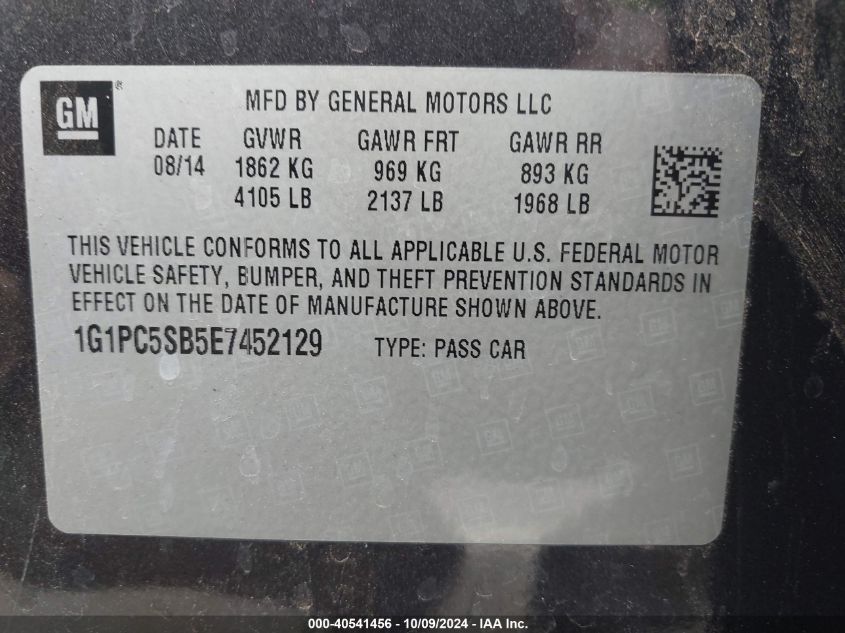 GM®
MFD BY GENERAL MOTORS LLC
DATE GVWR GAWR FRT GAWR RR
08/14 1862 KG 969 KG 893 KG
4105 LB 2137 LB 1968 LB
THIS VEHICLE CONFORMS TO ALL APPLICABLE U.S. FEDERAL MOTOR
VEHICLE SAFETY, BUMPER, AND THEFT PREVENTION STANDARDS IN
EFFECT ON THE DATE OF MANUFACTURE SHOWN ABOVE.
1G1PC5SB5E7452129 TYPE: PASS CAR
000-40541456 - 10/09/2024 - IAA Inc.